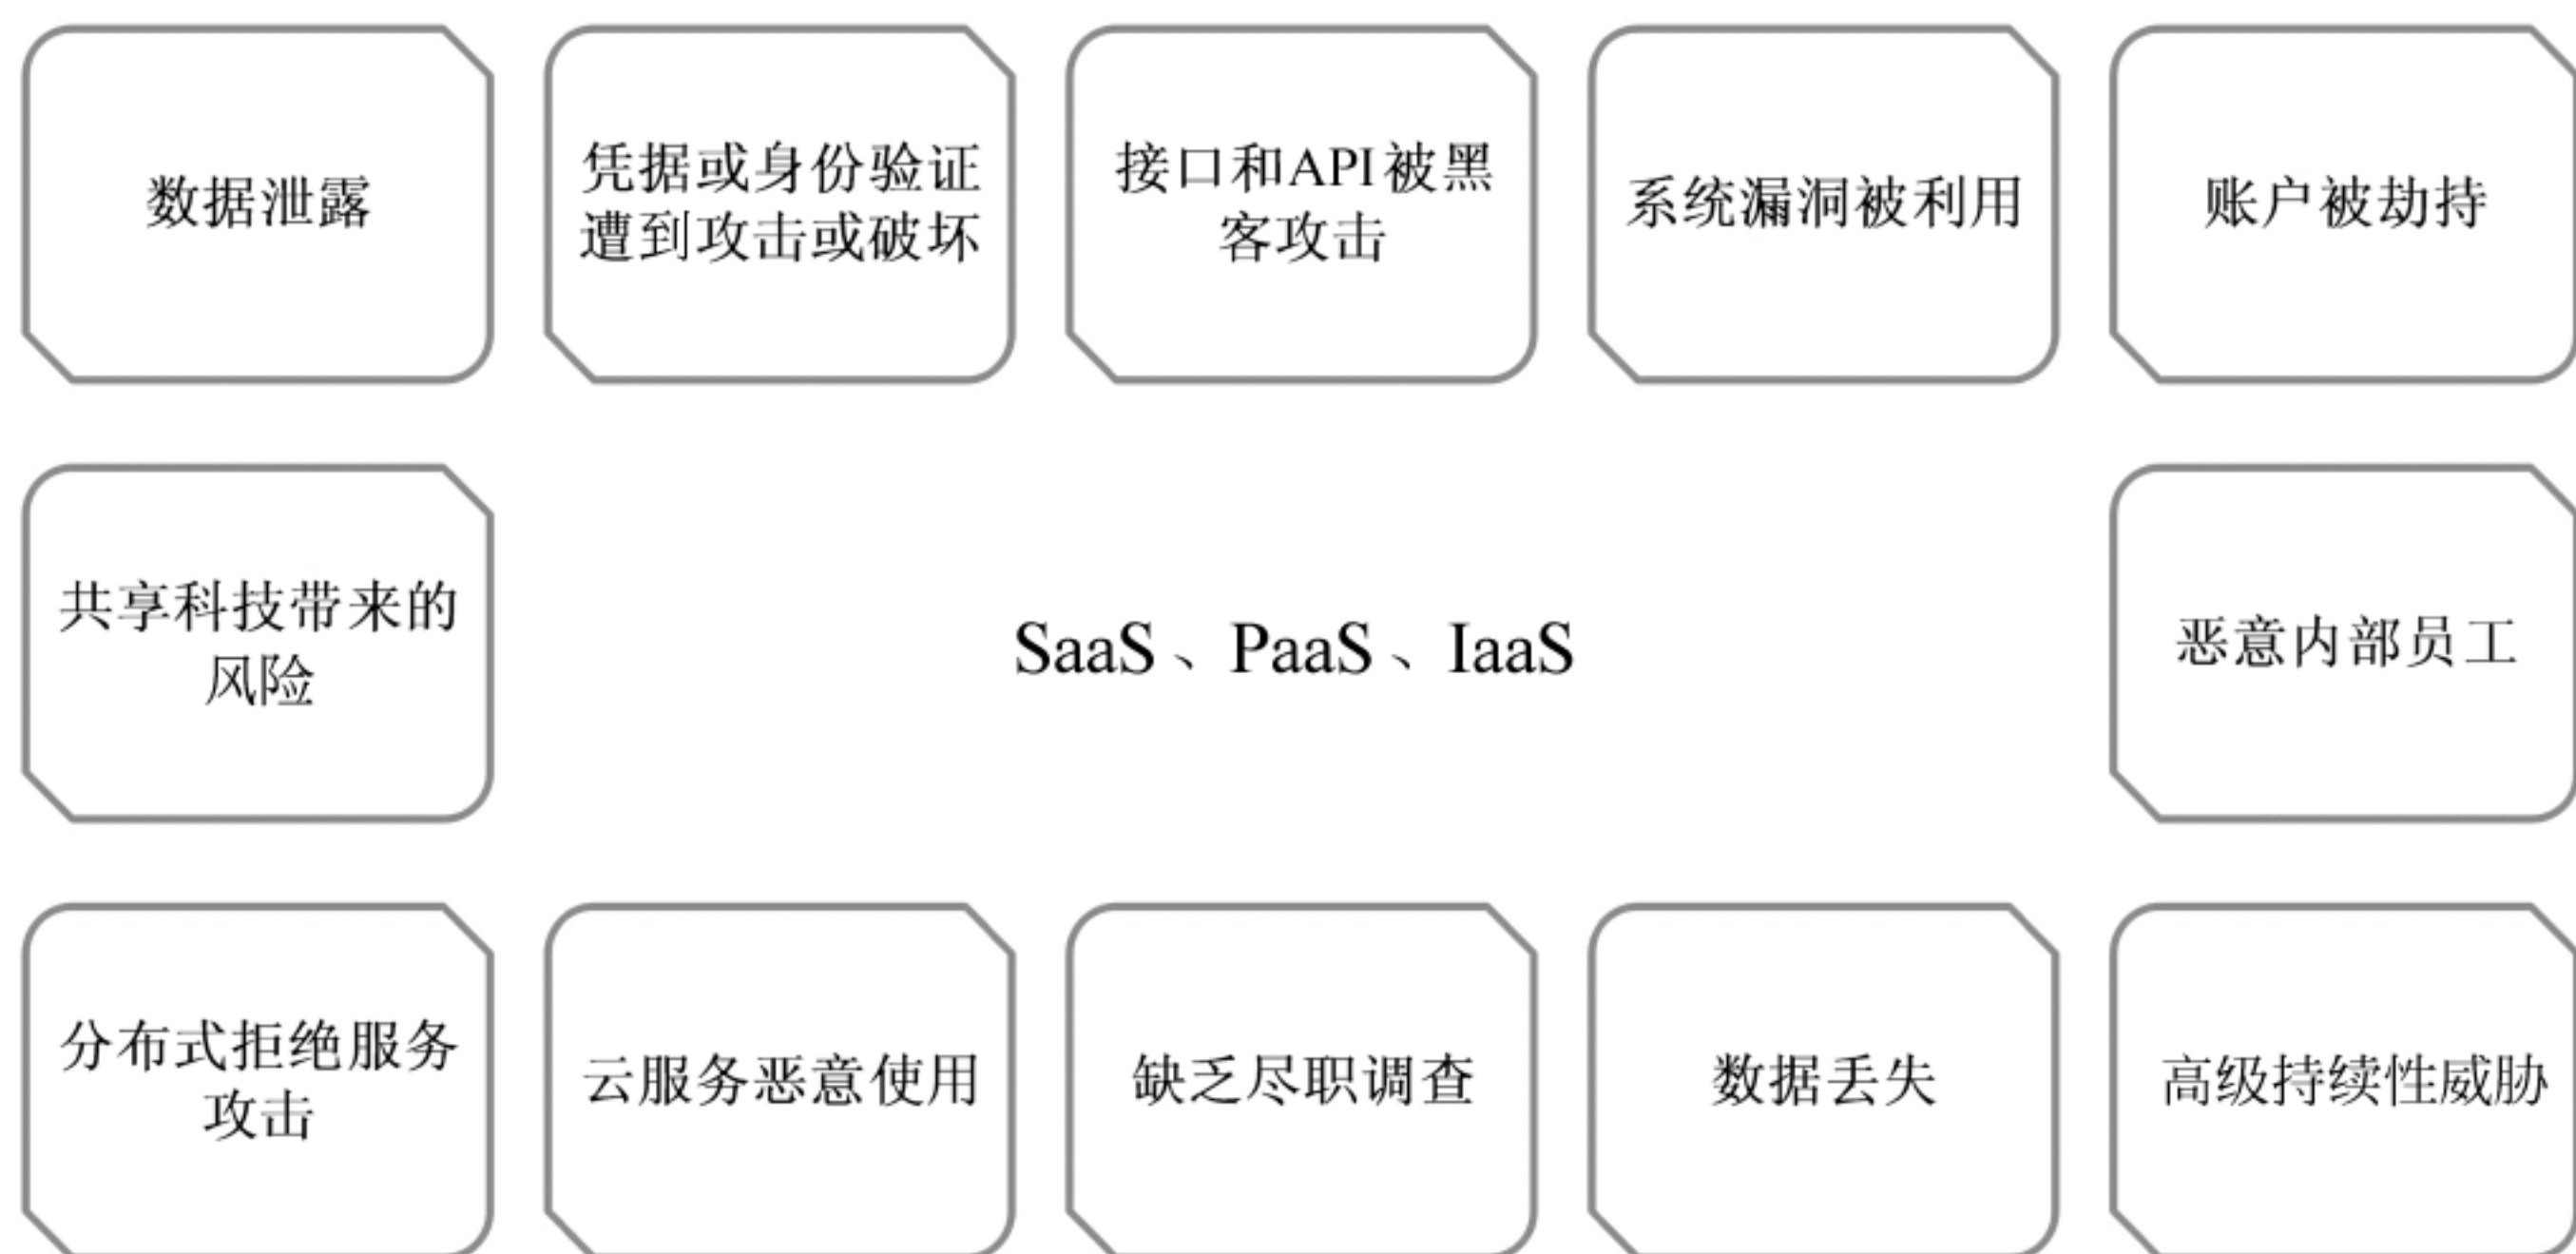 数据泄露
凭据或身份验证
遭到攻击或破坏
接口和API被黑
客攻击
系统漏洞被利用
账户被劫持
共享科技带来的
风险
SaaS、PaaS、IaaS
恶意内部员工
分布式拒绝服务
攻击
云服务恶意使用
缺乏尽职调查
数据丢失
高级持续性威胁